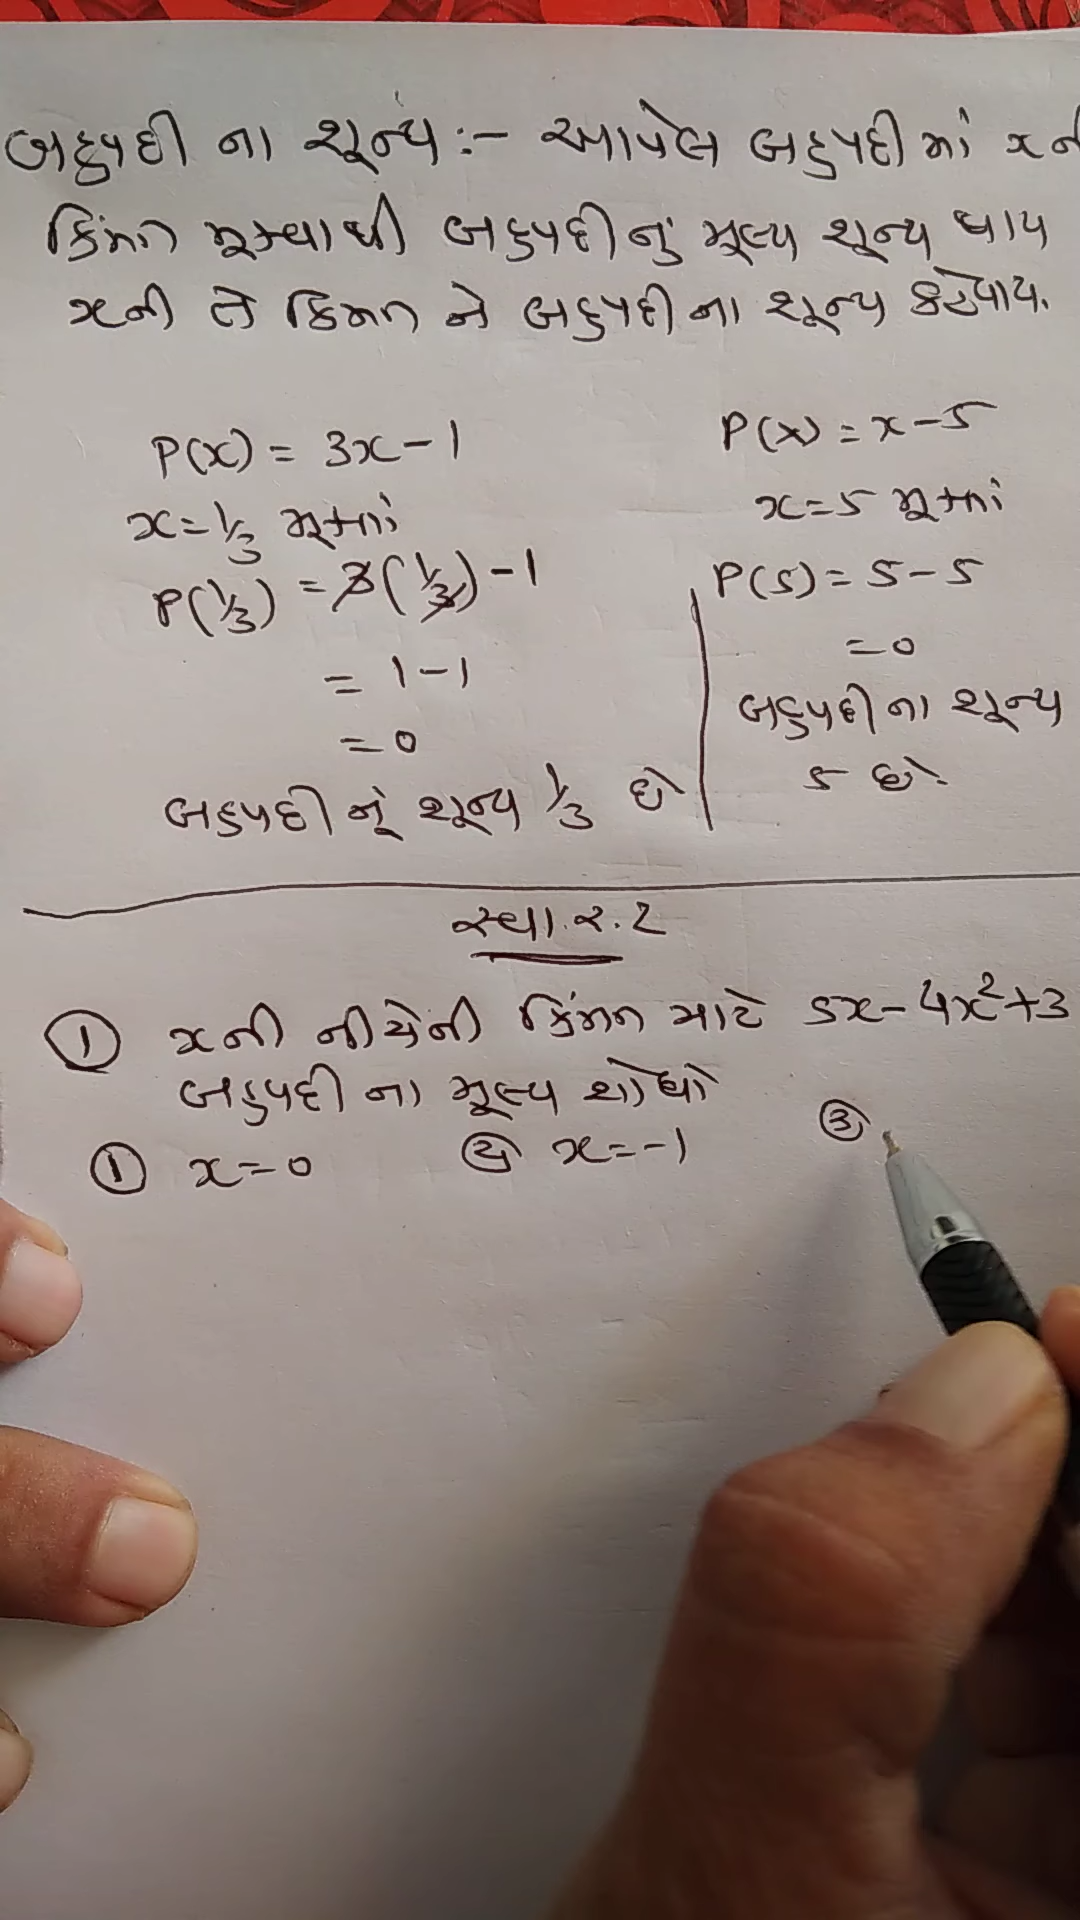 બહુપદી ના શૂન્ય :- આપેલ બહુપદી માં x ની
કિંમત મૂક્વાથી બહુપદીનું મૂલ્ય શૂન્ય થાય
xની તે કિંમત ને બહુપદીના શૂન્ય કહેવાય.
P(x) = 3x-1
x=1/3 મૂકતાં
P(1/3) = 3(1/3)-1
= 1-1
=0
બહુપદી નું શૂન્ય 1/3 છે
P(x) = x-5
x=5 મૂકતાં
P(5) = 5-5
=0
બહુપદી ના શૂન્ય
5 છે.
સ્વા. ૨.2
① xની નીચેની કિંમત માટે 5x-4x²+3
બહુપદી ના મૂલ્ય શોધો
① x=0 ② x=-1 ③